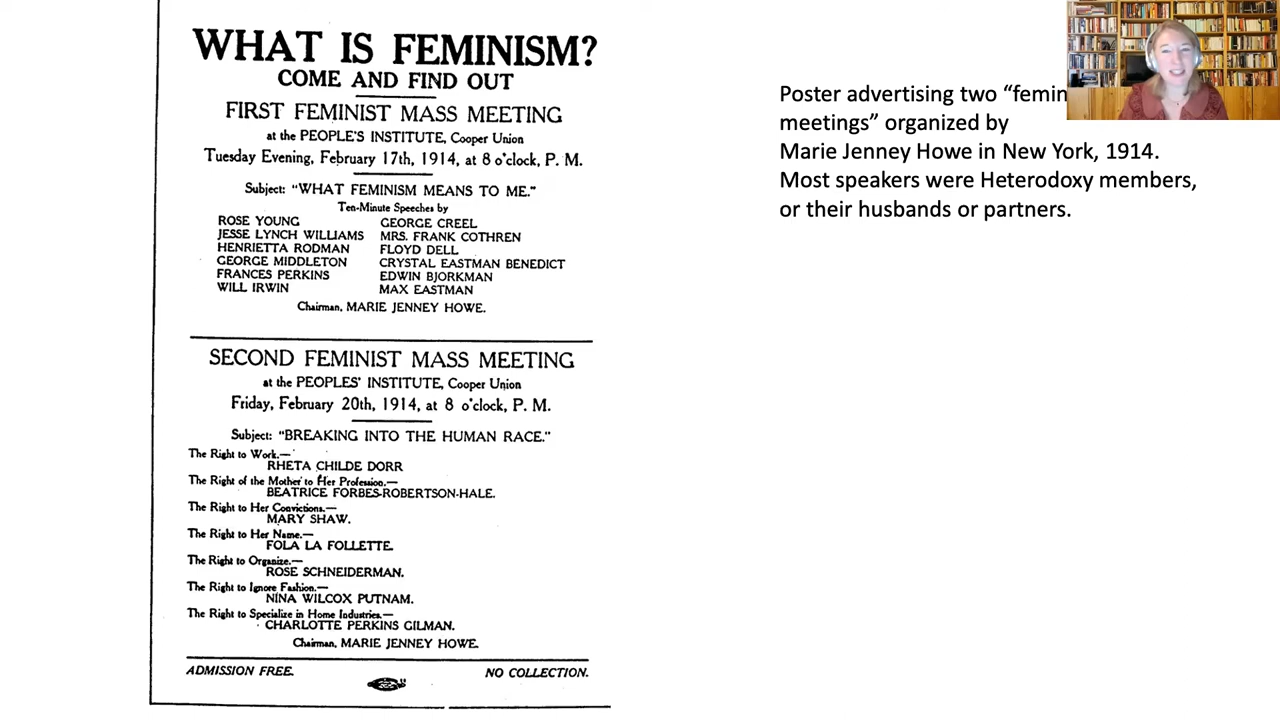 WHAT IS FEMINISM?
COME AND FIND OUT
FIRST FEMINIST MASS MEETING
at the PEOPLE'S INSTITUTE, Cooper Union
Tuesday Evening, February 17th, 1914, at 8 o'clock, P. M.
Subject: "WHAT FEMINISM MEANS TO ME."
Ten-Minute Speeches by
ROSE YOUNG
JESSE LYNCH WILLIAMS
HENRIETTA RODMAN
GEORGE MIDDLETON
FRANCES PERKINS
WILL IRWIN
GEORGE CREEL
MRS. FRANK COTHREN
FLOYD DELL
CRYSTAL EASTMAN BENEDICT
EDWIN BJORKMAN
MAX EASTMAN
Chairman, MARIE JENNEY HOWE.
SECOND FEMINIST MASS MEETING
at the PEOPLES' INSTITUTE, Cooper Union
Friday, February 20th, 1914, at 8 o'clock, P. M.
Subject: "BREAKING INTO THE HUMAN RACE."
The Right to Work.—
RHETA CHILDE DORR
The Right of the Mother to Her Profession.—
BEATRICE FORBES-ROBERTSON-HALE.
The Right to Her Convictions.—
MARY SHAW.
The Right to Her Name.—
FOLA LA FOLLETTE.
The Right to Organize.—
ROSE SCHNEIDERMAN.
The Right to Ignore Fashion.—
NINA WILCOX PUTNAM.
The Right to Specialize in Home Industries.—
CHARLOTTE PERKINS GILMAN.
Chairman, MARIE JENNEY HOWE.
ADMISSION FREE. NO COLLECTION.
Poster advertising two “femin
meetings” organized by
Marie Jenney Howe in New York, 1914.
Most speakers were Heterodoxy members,
or their husbands or partners.